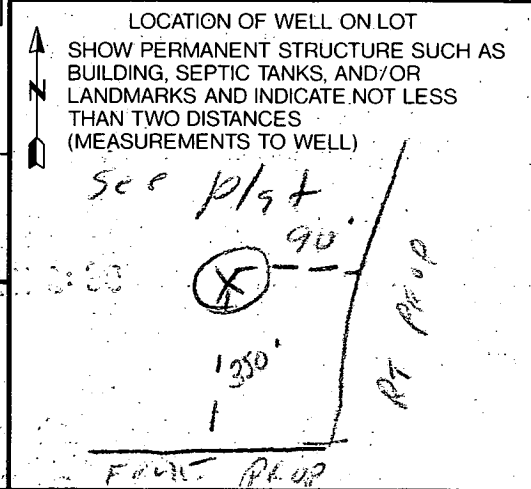 LOCATION OF WELL ON LOT
SHOW PERMANENT STRUCTURE SUCH AS
BUILDING, SEPTIC TANKS, AND/OR
N LANDMARKS AND INDICATE NOT LESS
THAN TWO DISTANCES
(MEASUREMENTS TO WELL)
See plat
90'
X
350'
RT PROP
FRONT PROP